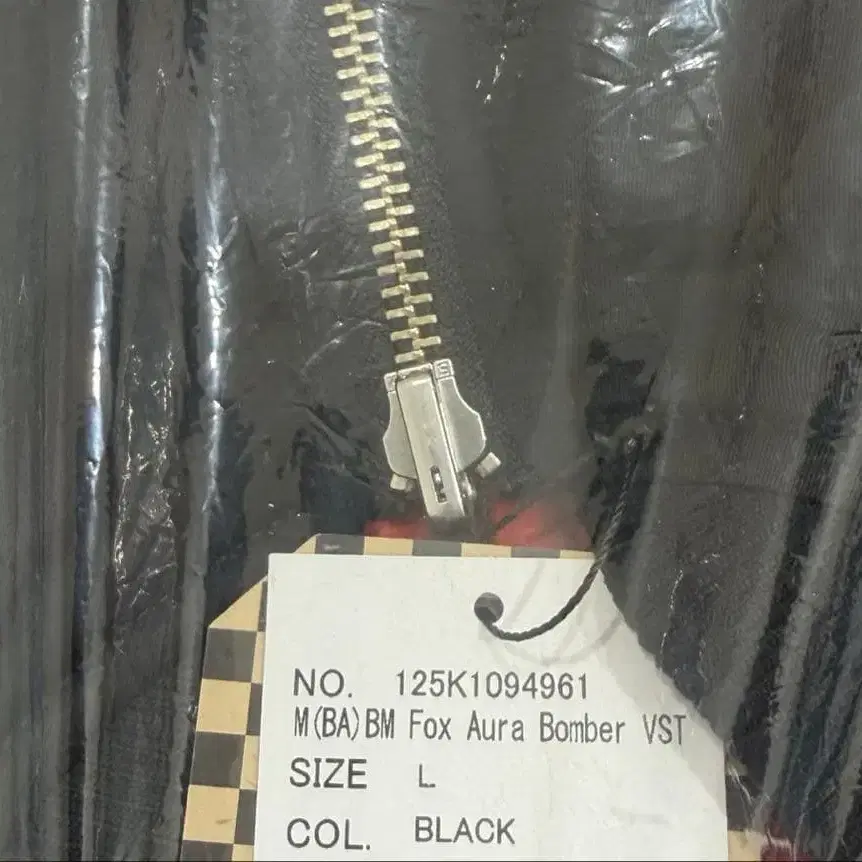 NO. 125K1094961
M(BA)BM Fox Aura Bomber VST
SIZE L
COL. BLACK